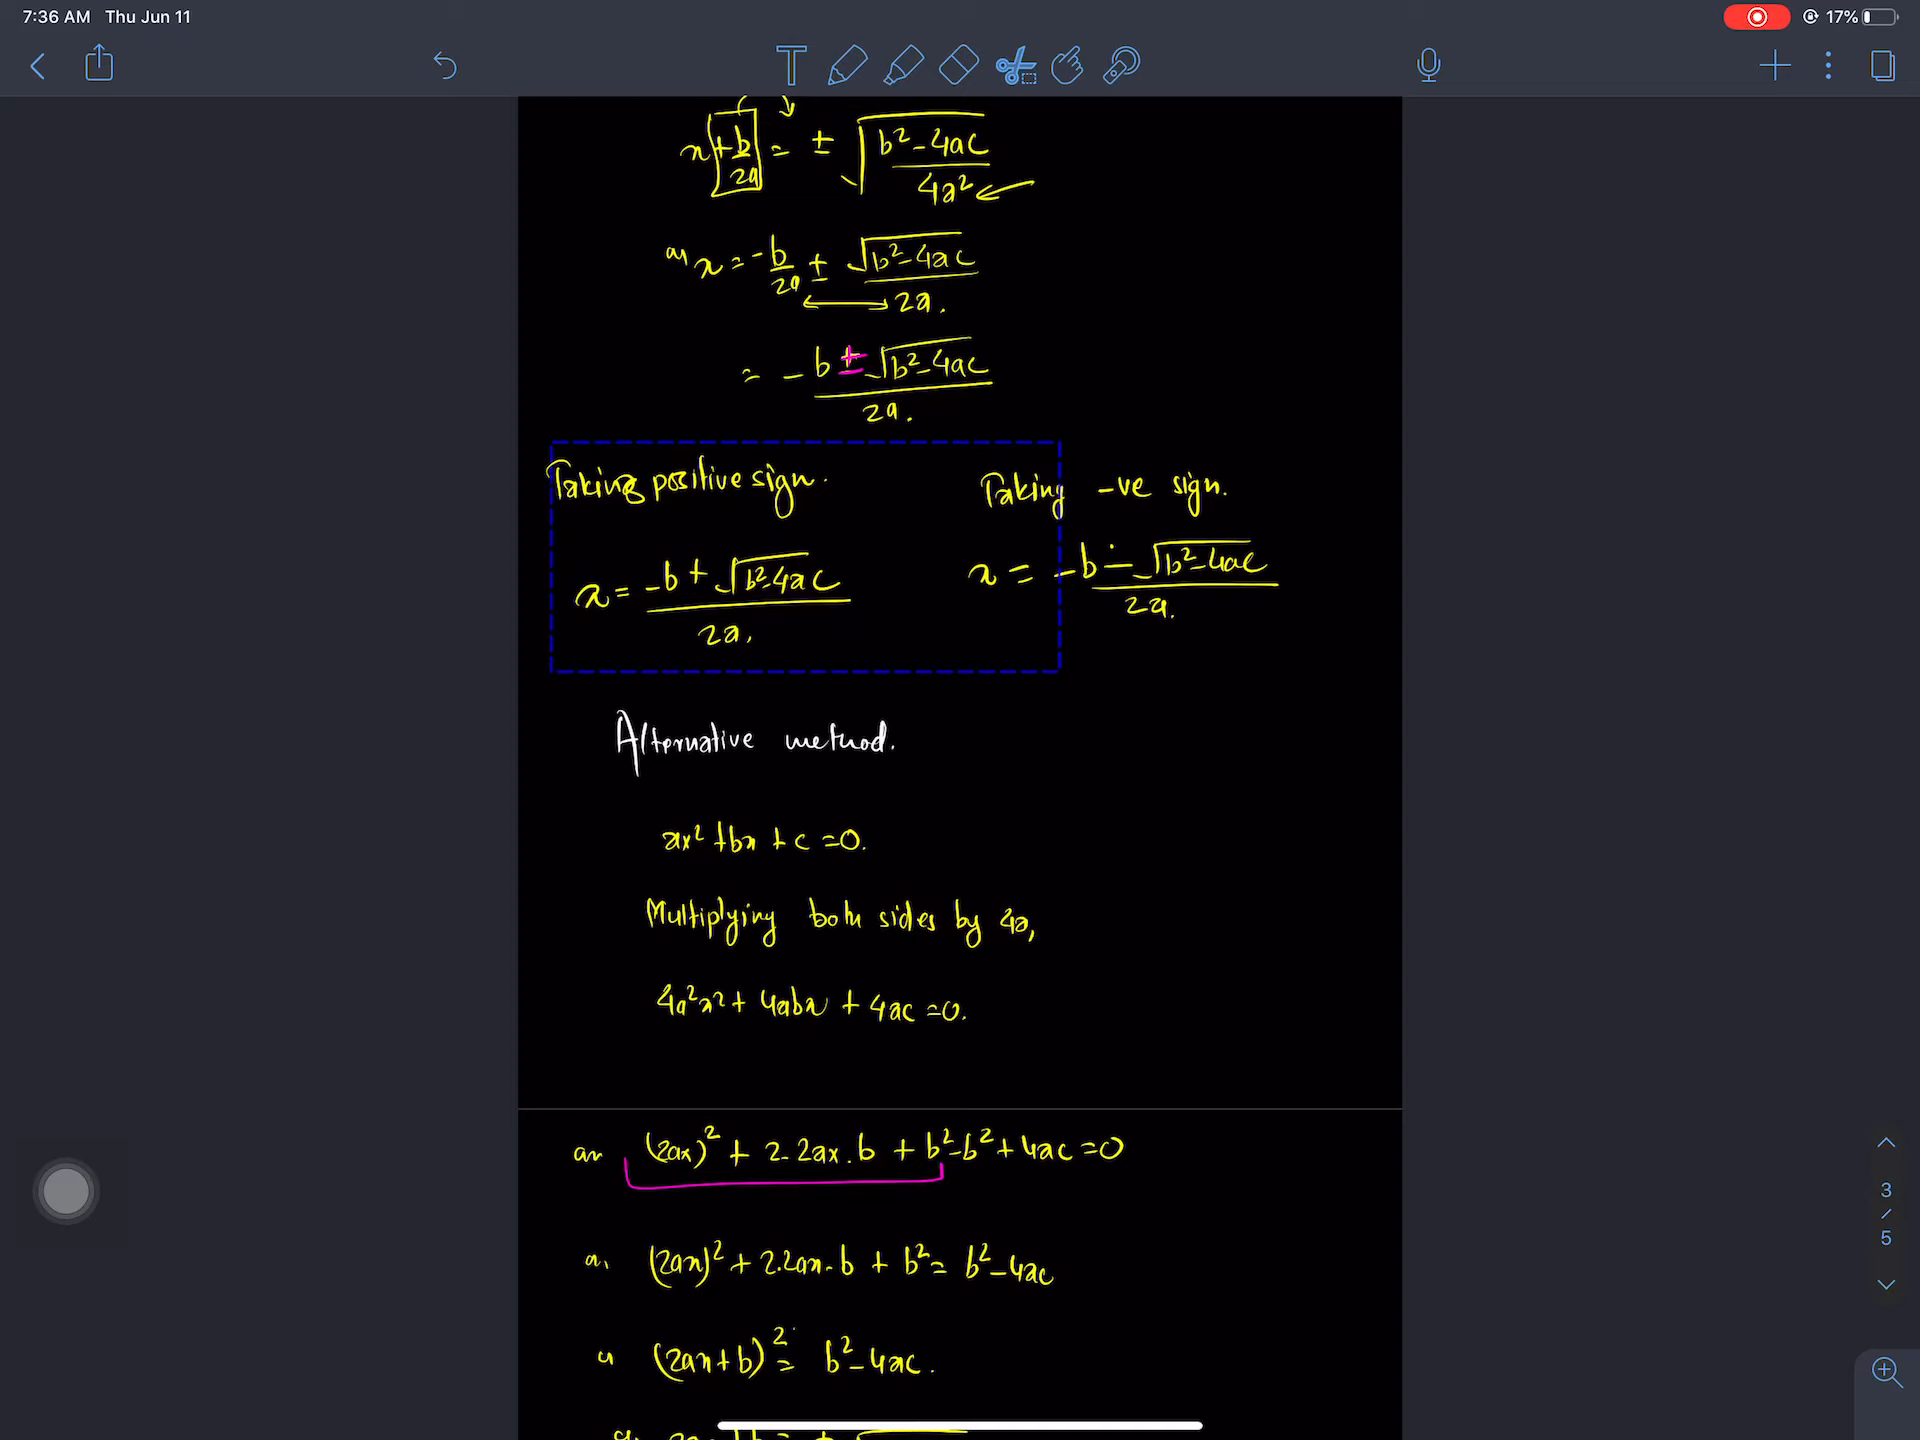 7:36 AM Thu Jun 11
17%
x + b/2a = ± √(b² - 4ac / 4a²)
or x = -b/2a ± √(b² - 4ac) / 2a.
= -b ± √(b² - 4ac) / 2a.
Taking positive sign. Taking -ve sign.
x = -b + √(b² - 4ac) / 2a. x = -b - √(b² - 4ac) / 2a.
Alternative method.
ax² + bx + c = 0.
Multiplying both sides by 4a,
4a²x² + 4abx + 4ac = 0.
or (2ax)² + 2.2ax.b + b² - b² + 4ac = 0
or (2ax)² + 2.2ax.b + b² = b² - 4ac
or (2ax + b)² = b² - 4ac.
3
/
5